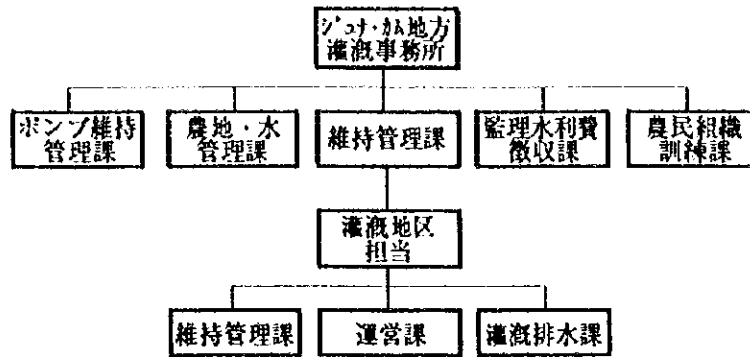 ジュナ・カム地方
灌漑事務所
ポンプ維持
管理課
農地・水
管理課
維持管理課
監理水利費
徴収課
農民組織
訓練課
灌漑地区
担当
維持管理課
運営課
灌漑排水課